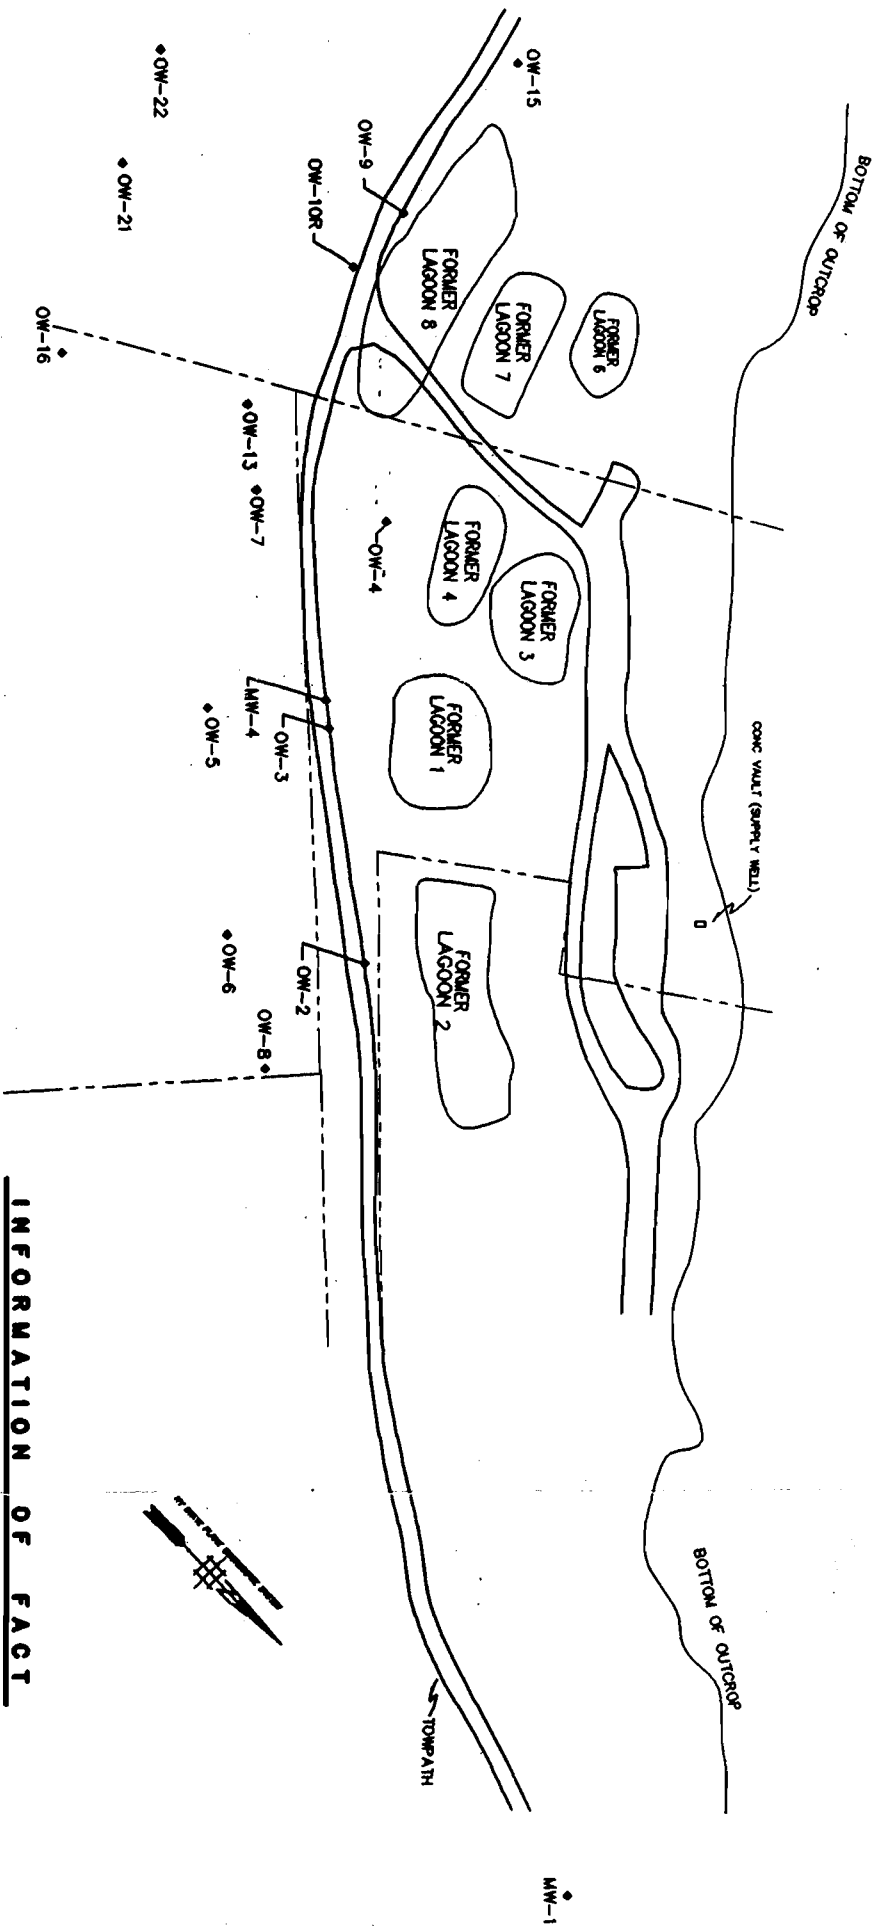 BOTTOM OF OUTCROP
OW-15
OW-22
OW-21
OW-9
OW-10R
OW-16
FORMER
LAGOON 8
FORMER
LAGOON 7
FORMER
LAGOON 6
OW-13
OW-7
OW-4
FORMER
LAGOON 4
FORMER
LAGOON 3
FORMER
LAGOON 1
MW-4
OW-3
OW-5
CONC VAULT (SUPPLY WELL)
FORMER
LAGOON 2
OW-2
OW-6
OW-8
BOTTOM OF OUTCROP
TOWPATH
MW-1
INFORMATION OF FACT